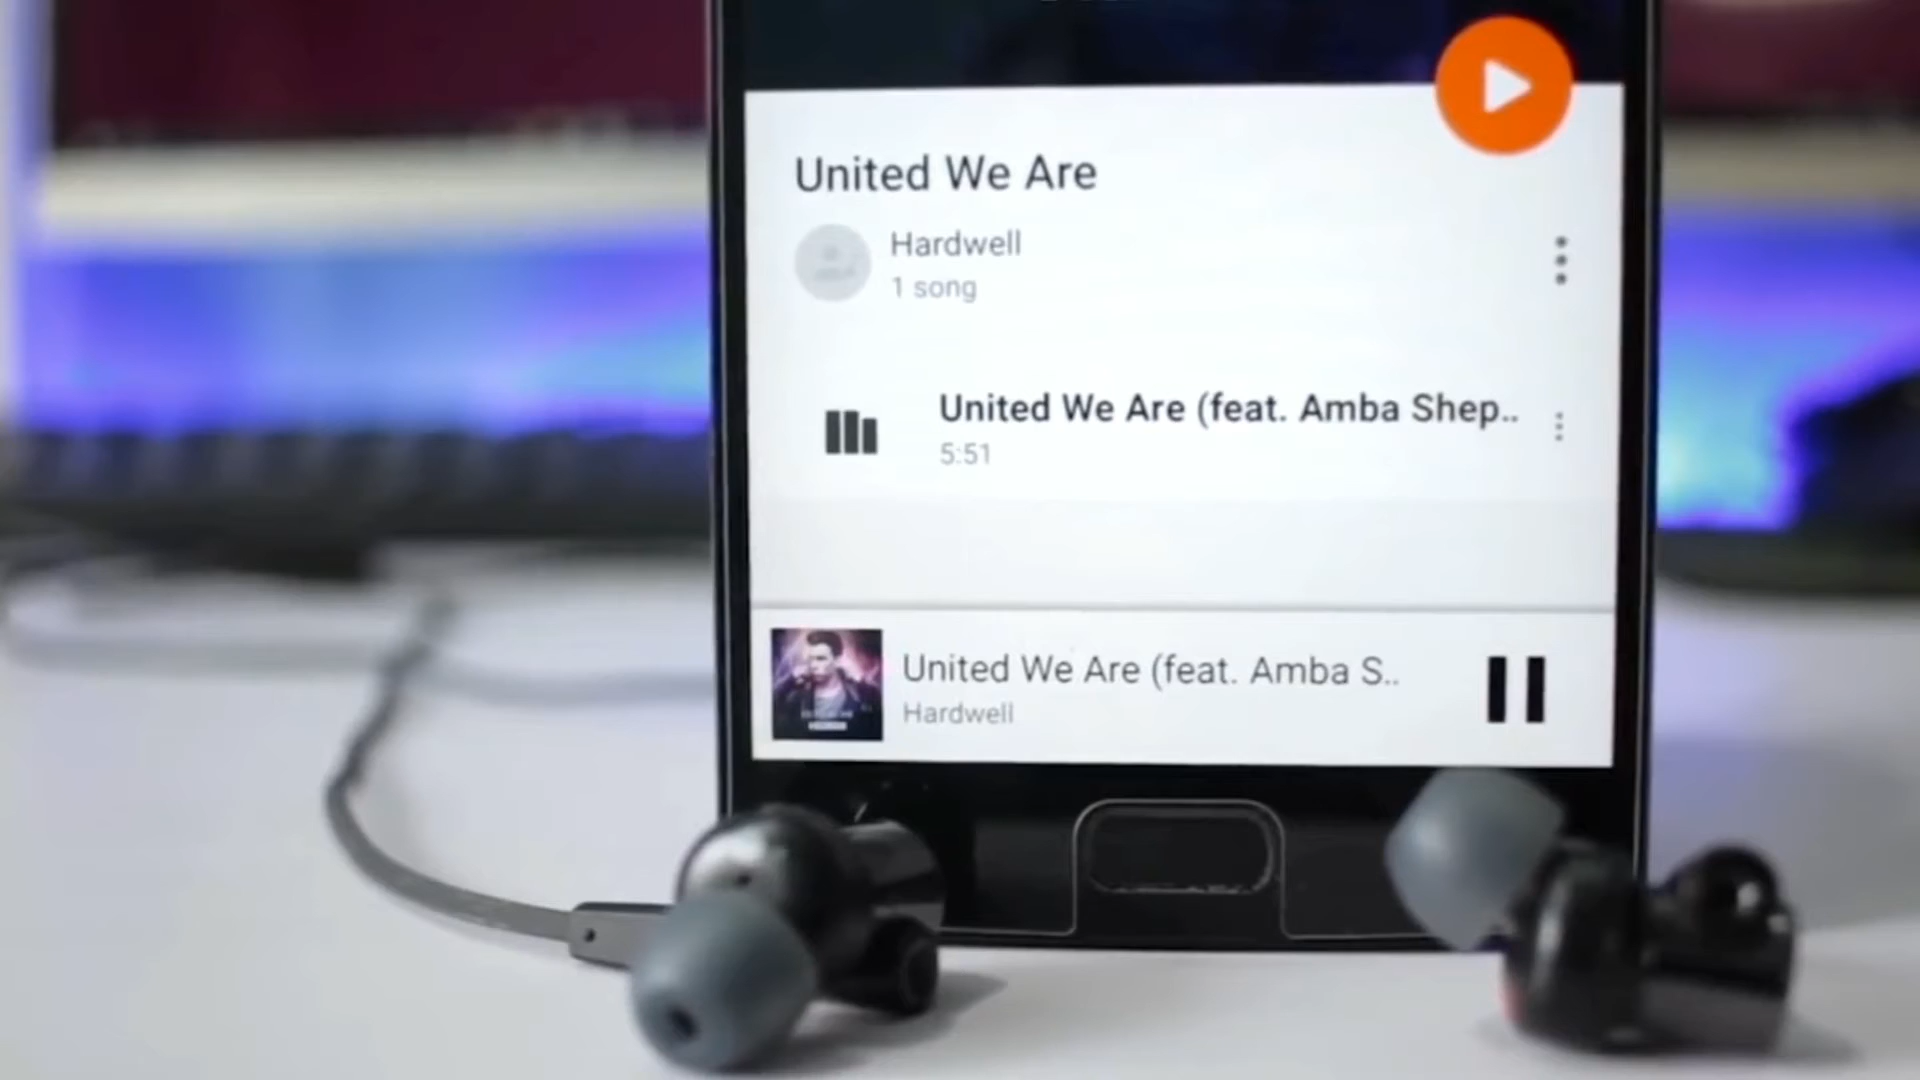 United We Are
Hardwell
1 song
United We Are (feat. Amba Shep..
5:51
United We Are (feat. Amba S..
Hardwell